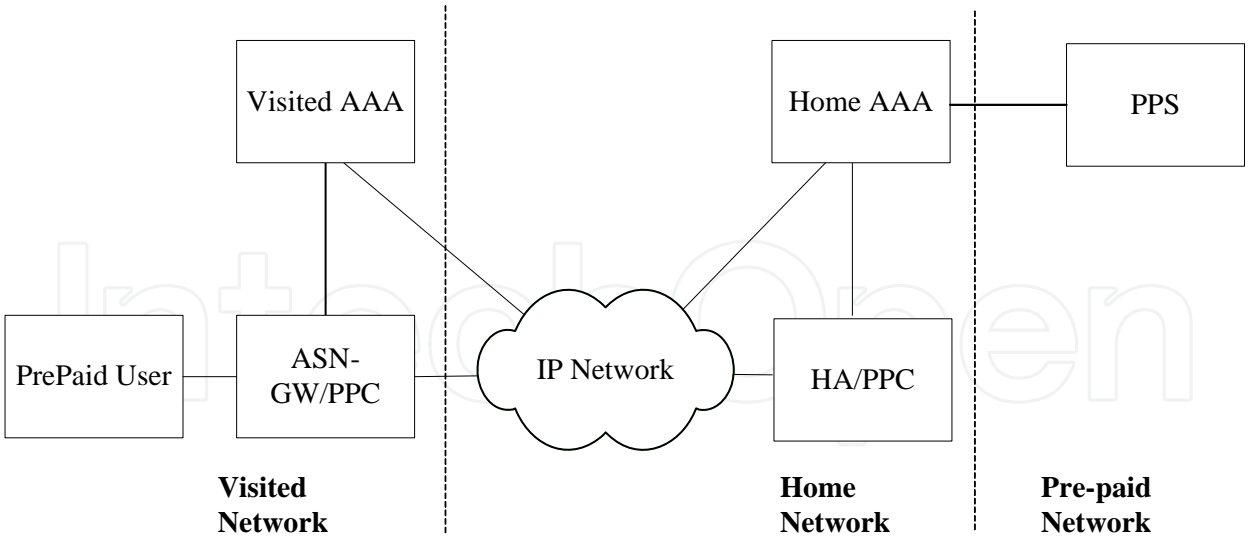 Visited AAA
Home AAA
PPS
PrePaid User
ASN-
GW/PPC
IP Network
HA/PPC
Visited
Network
Home
Network
Pre-paid
Network
IntechOpen